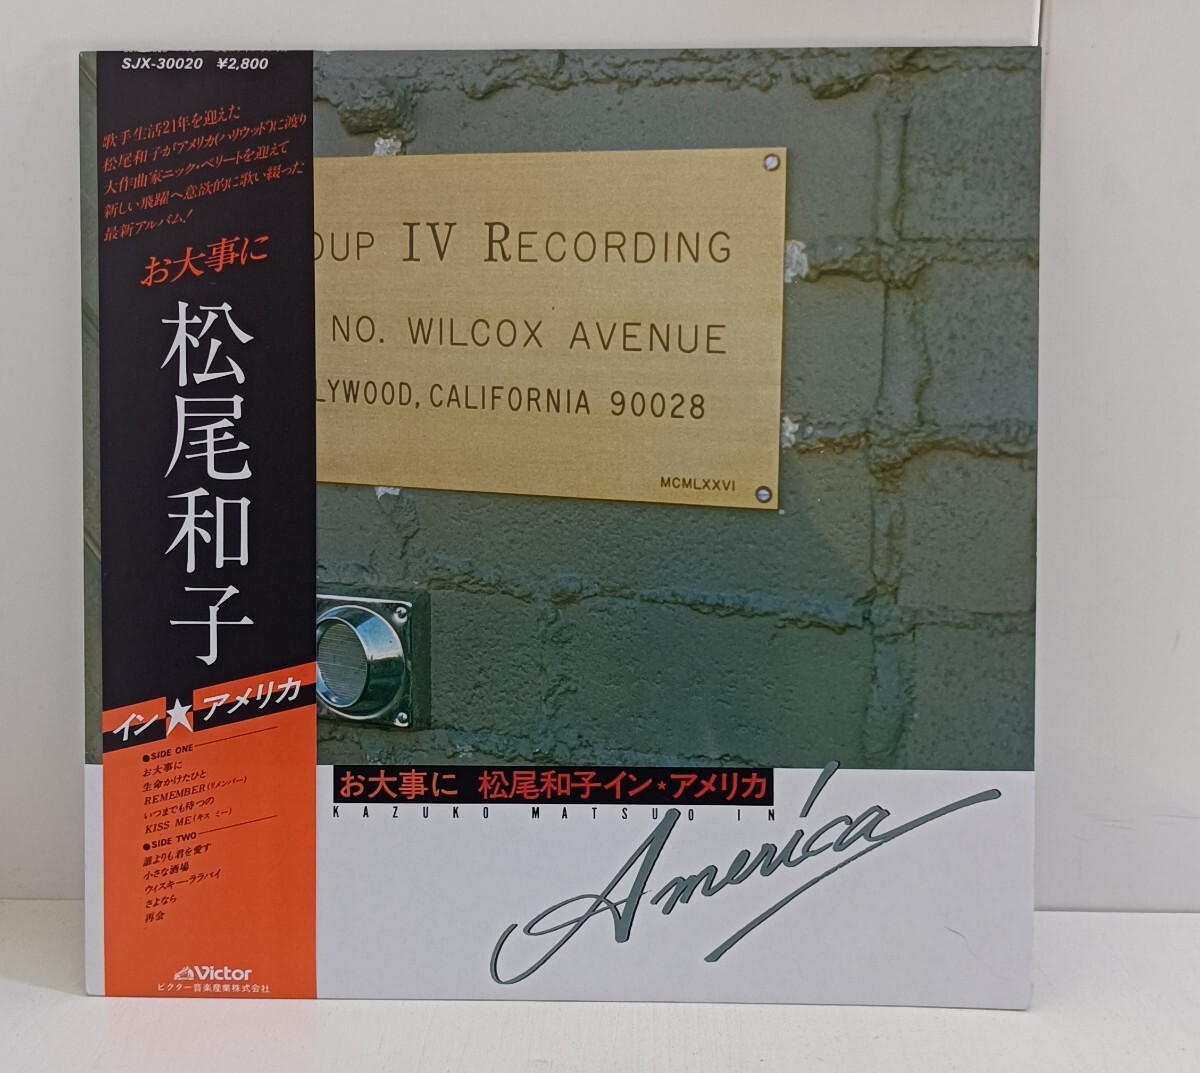 SJX-30020 ¥2,800
歌手生活21年を迎えた
松尾和子が「アメリカ(ハリウッド)に渡り
大作曲家ニック・ペリートを迎えて
新しい飛躍へ意欲的に歌い綴った
最新アルバム!
お大事に
松尾和子
イン★アメリカ
●SIDE ONE
お大事に
生命かけたひと
REMEMBER(リメンバー)
いつまでも待つの
KISS ME(キス ミー)
●SIDE TWO
誰よりも君を愛す
小さな酒場
ウィスキー・ララバイ
さよなら
再会
Victor
ビクター音楽産業株式会社
OUP IV RECORDING
NO. WILCOX AVENUE
LYWOOD, CALIFORNIA 90028
MCMLXXVI
お大事に 松尾和子イン★アメリカ
KAZUKO MATSUO IN
America